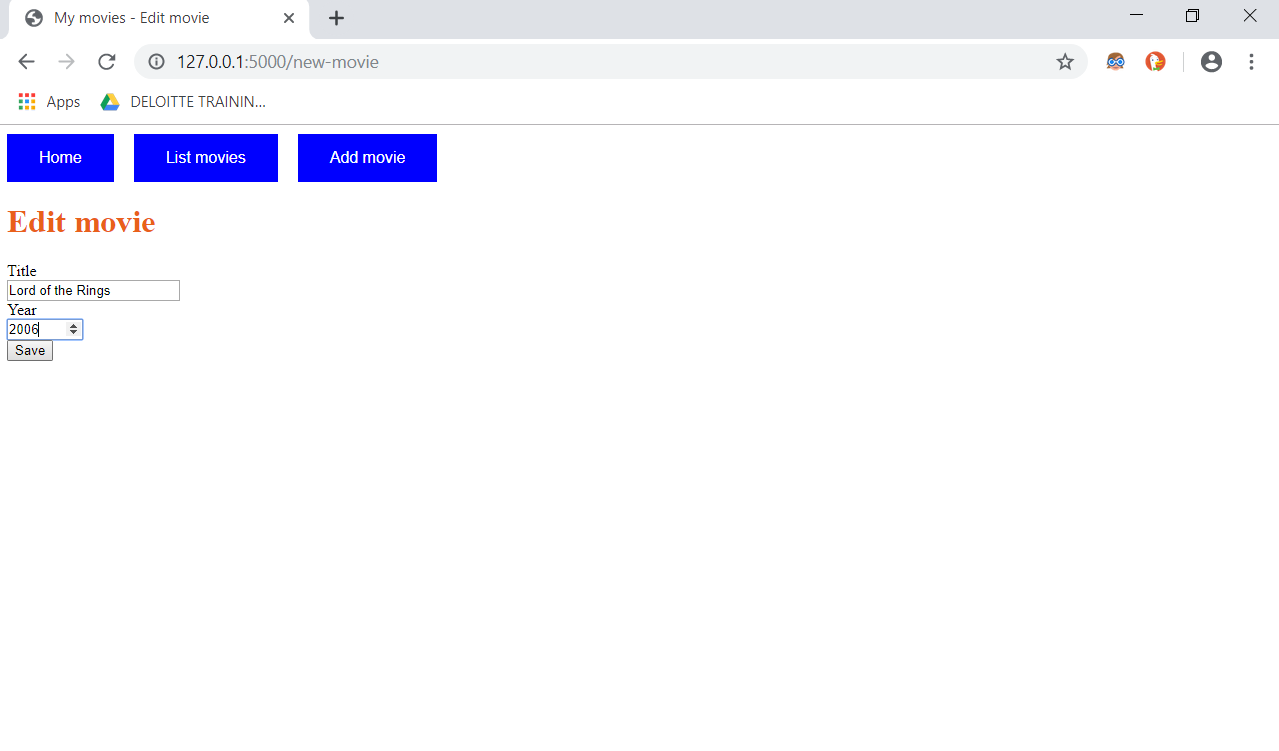 My movies - Edit movie
127.0.0.1:5000/new-movie
Apps
DELOITTE TRAININ...
Home
List movies
Add movie
Edit movie
Title
Lord of the Rings
Year
2006
Save